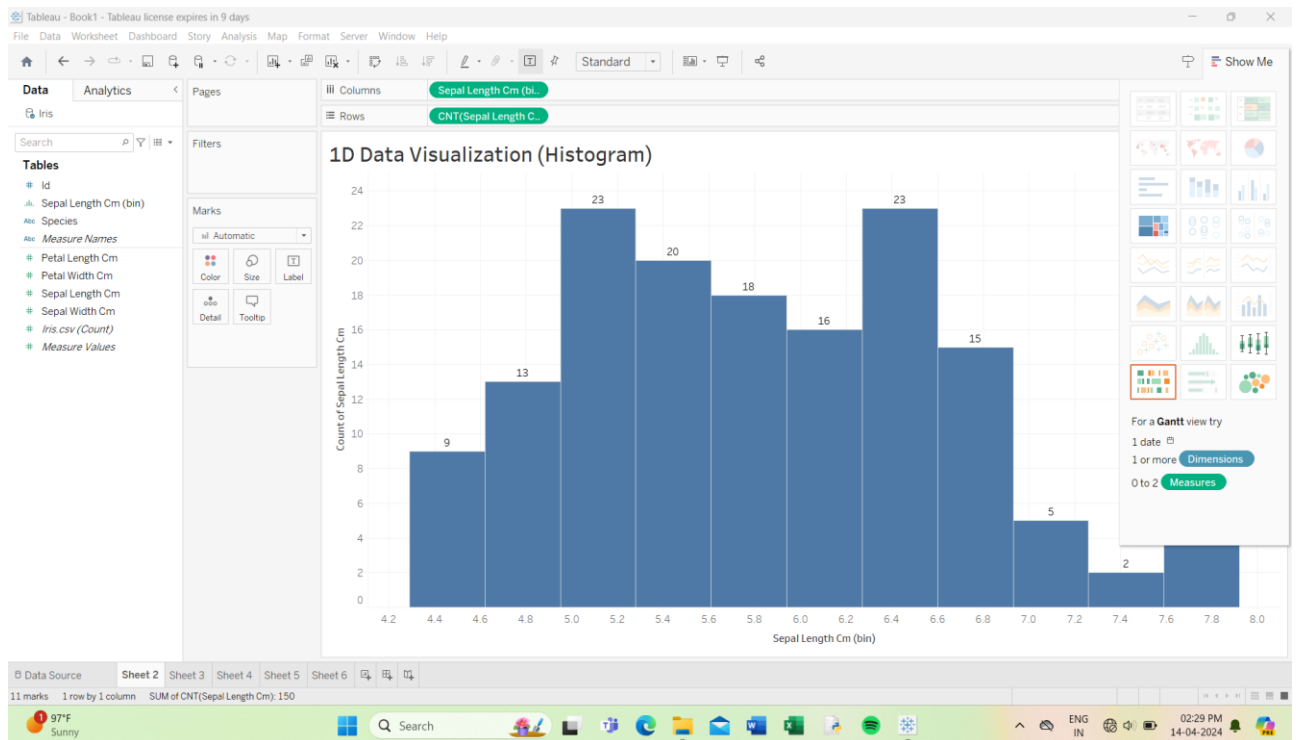 Tableau - Book1 - Tableau license expires in 9 days
File Data Worksheet Dashboard Story Analysis Map Format Server Window Help
Standard
Show Me
Data Analytics
Iris
Search
Tables
Id
Sepal Length Cm (bin)
Abc Species
Abc Measure Names
Petal Length Cm
Petal Width Cm
Sepal Length Cm
Sepal Width Cm
Iris.csv (Count)
Measure Values
Pages
Filters
Marks
Automatic
Color Size Label
Detail Tooltip
Columns Sepal Length Cm (bi..
Rows CNT(Sepal Length C..
1D Data Visualization (Histogram)
Count of Sepal Length Cm
24
22
20
18
16
14
12
10
8
6
4
2
0
9
13
23
20
18
16
23
15
5
2
4.2 4.4 4.6 4.8 5.0 5.2 5.4 5.6 5.8 6.0 6.2 6.4 6.6 6.8 7.0 7.2 7.4 7.6 7.8 8.0
Sepal Length Cm (bin)
For a Gantt view try
1 date
1 or more Dimensions
0 to 2 Measures
Data Source Sheet 2 Sheet 3 Sheet 4 Sheet 5 Sheet 6
11 marks 1 row by 1 column SUM of CNT(Sepal Length Cm): 150
1
97°F
Sunny
Search
ENG
IN
02:29 PM
14-04-2024
PRE